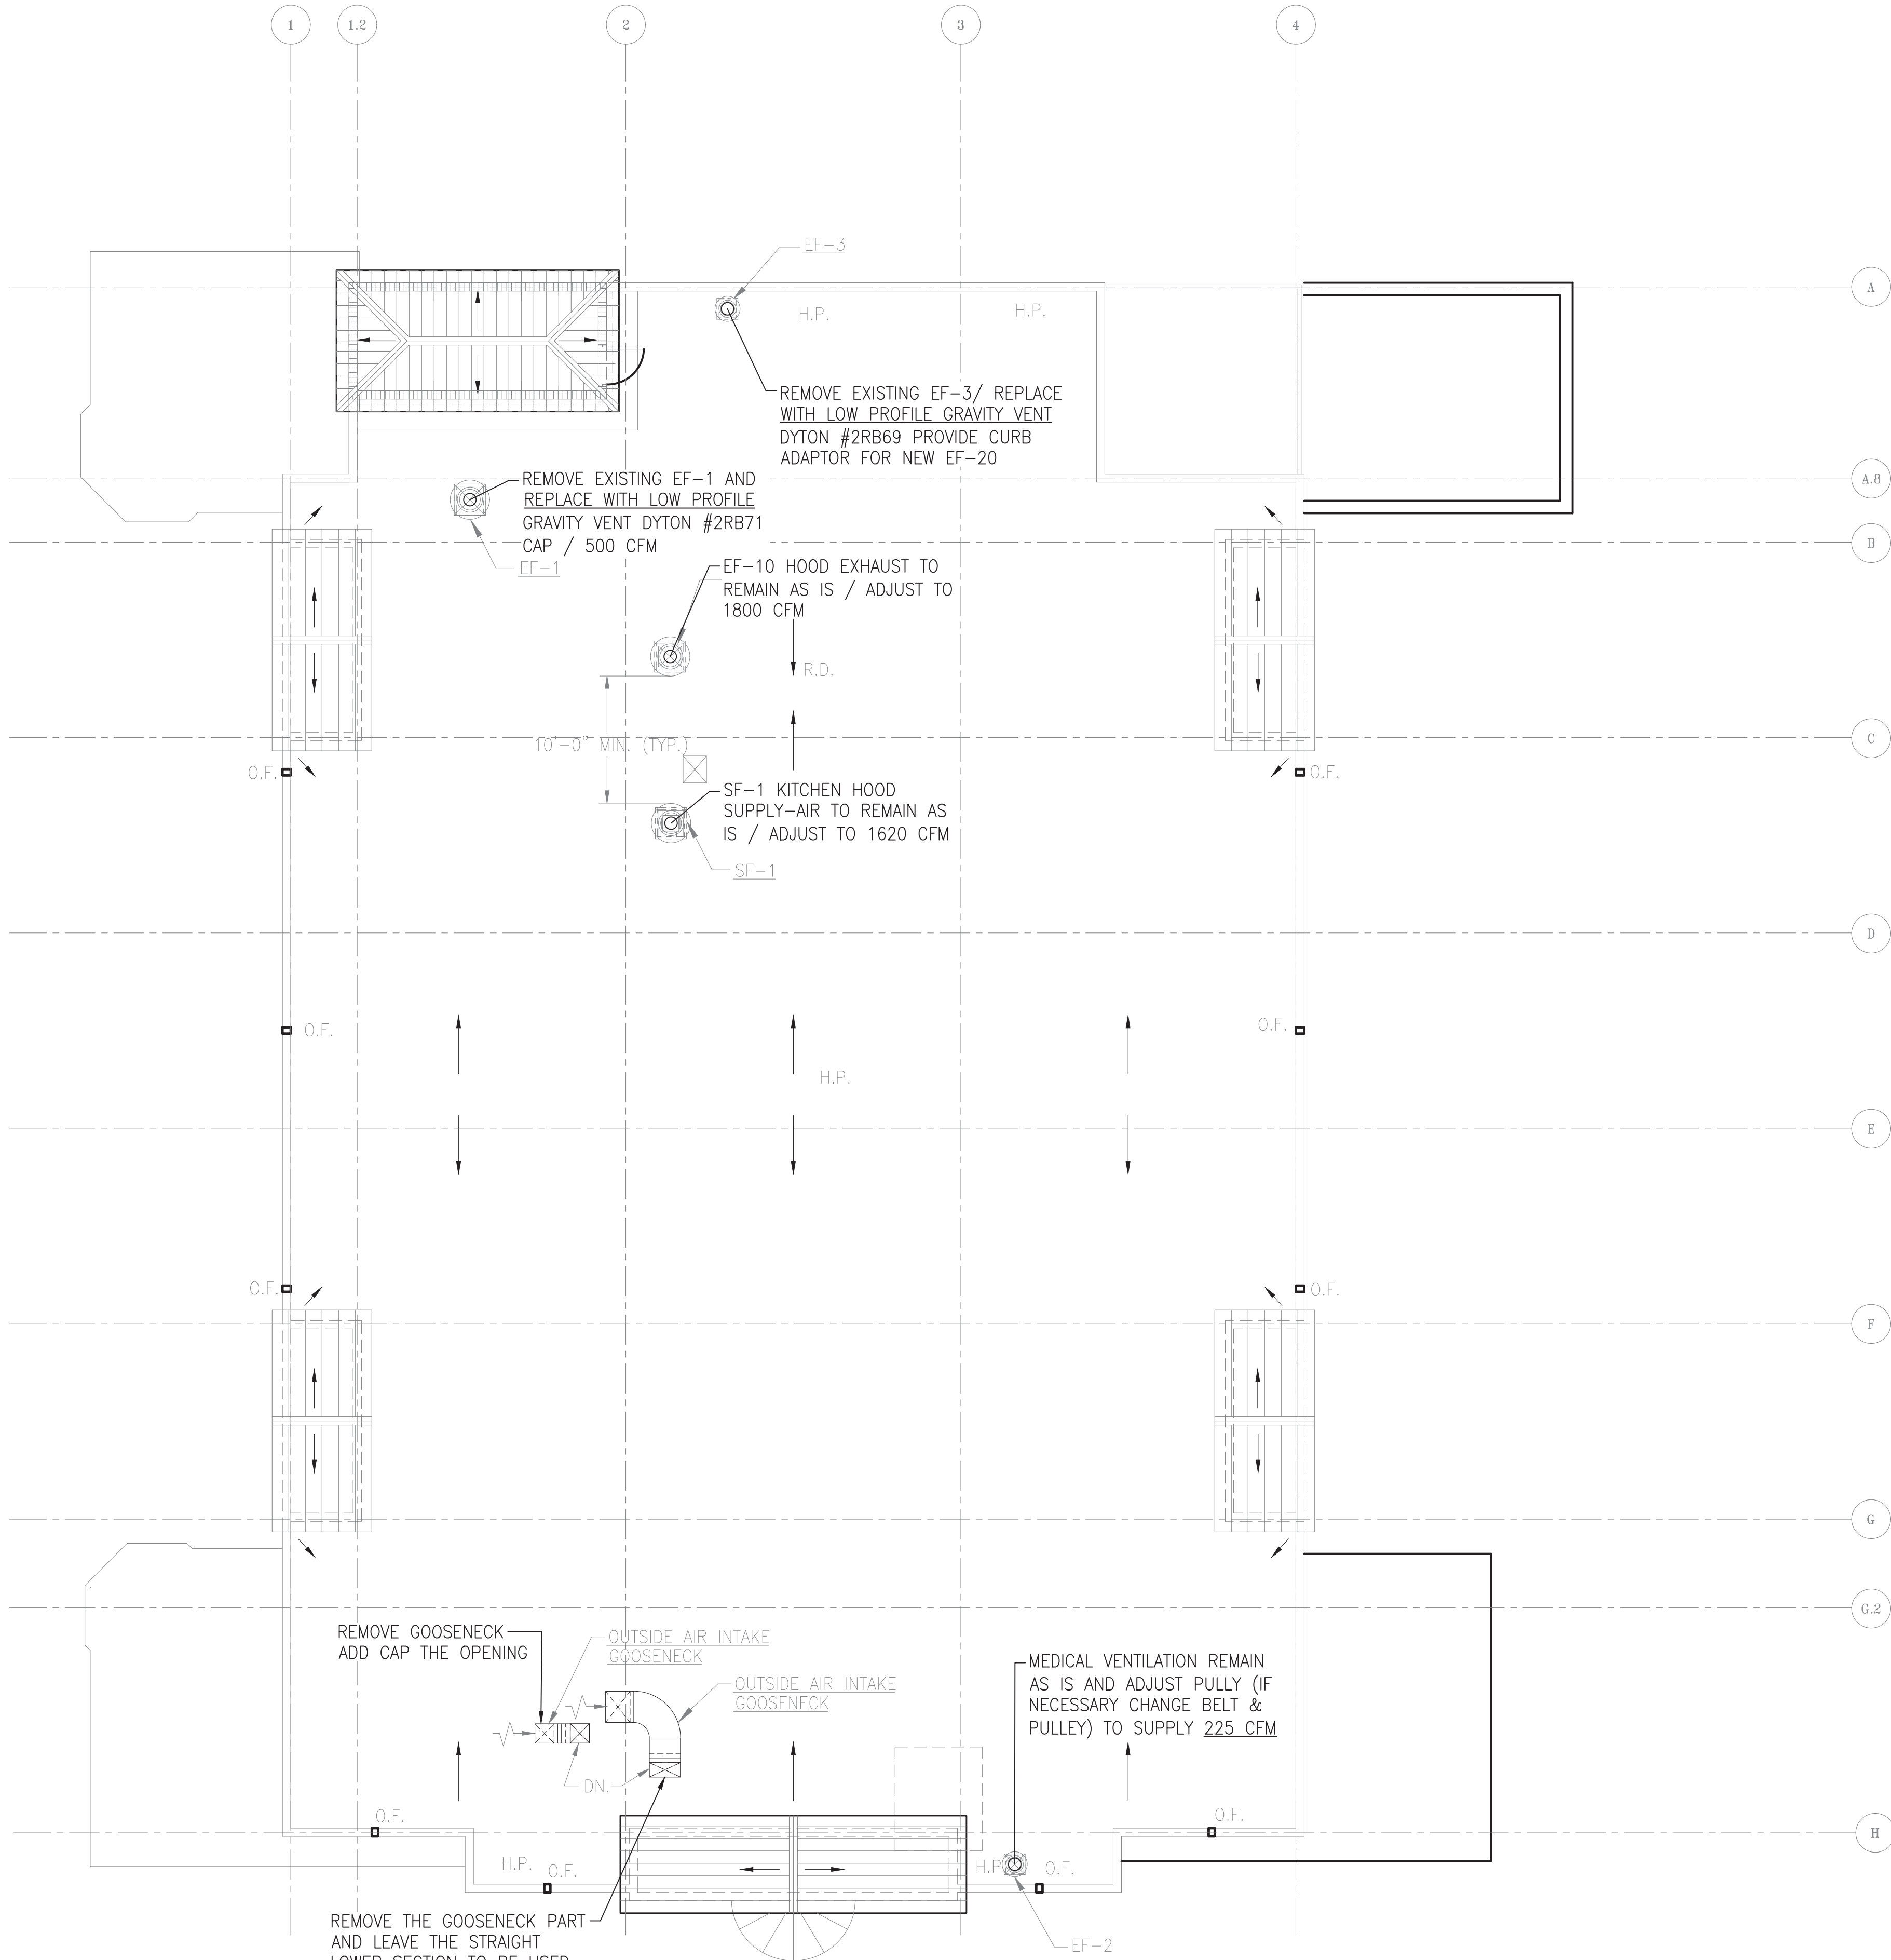 1
1.2
2
3
4
EF-3
A
H.P.
H.P.
REMOVE EXISTING EF-3/ REPLACE
WITH LOW PROFILE GRAVITY VENT
DYTON #2RB69 PROVIDE CURB
ADAPTOR FOR NEW EF-20
A.8
REMOVE EXISTING EF-1 AND
REPLACE WITH LOW PROFILE
GRAVITY VENT DYTON #2RB71
CAP / 500 CFM
EF-1
B
EF-10 HOOD EXHAUST TO
REMAIN AS IS / ADJUST TO
1800 CFM
R.D.
10'-0" MIN. (TYP.)
C
O.F.
O.F.
SF-1 KITCHEN HOOD
SUPPLY-AIR TO REMAIN AS
IS / ADJUST TO 1620 CFM
SF-1
D
O.F.
O.F.
H.P.
E
O.F.
O.F.
F
G
G.2
REMOVE GOOSENECK
ADD CAP THE OPENING
OUTSIDE AIR INTAKE
GOOSENECK
OUTSIDE AIR INTAKE
GOOSENECK
MEDICAL VENTILATION REMAIN
AS IS AND ADJUST PULLY (IF
NECESSARY CHANGE BELT &
PULLEY) TO SUPPLY 225 CFM
DN.
O.F.
O.F.
H
H.P.
O.F.
H.P
O.F.
REMOVE THE GOOSENECK PART
AND LEAVE THE STRAIGHT
LOWER SECTION TO BE USED
EF-2